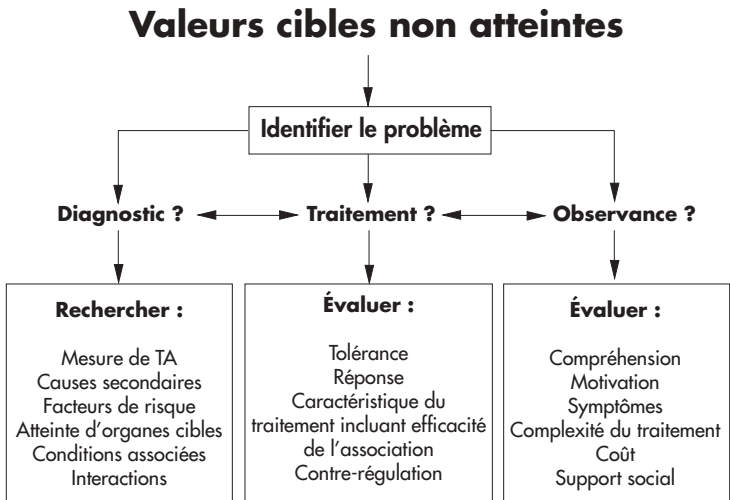 Valeurs cibles non atteintes
Identifier le problème
Diagnostic ?
Traitement ?
Observance ?
Rechercher :
Mesure de TA
Causes secondaires
Facteurs de risque
Atteinte d'organes cibles
Conditions associées
Interactions
Évaluer :
Tolérance
Réponse
Caractéristique du
traitement incluant efficacité
de l'association
Contre-régulation
Évaluer :
Compréhension
Motivation
Symptômes
Complexité du traitement
Coût
Support social